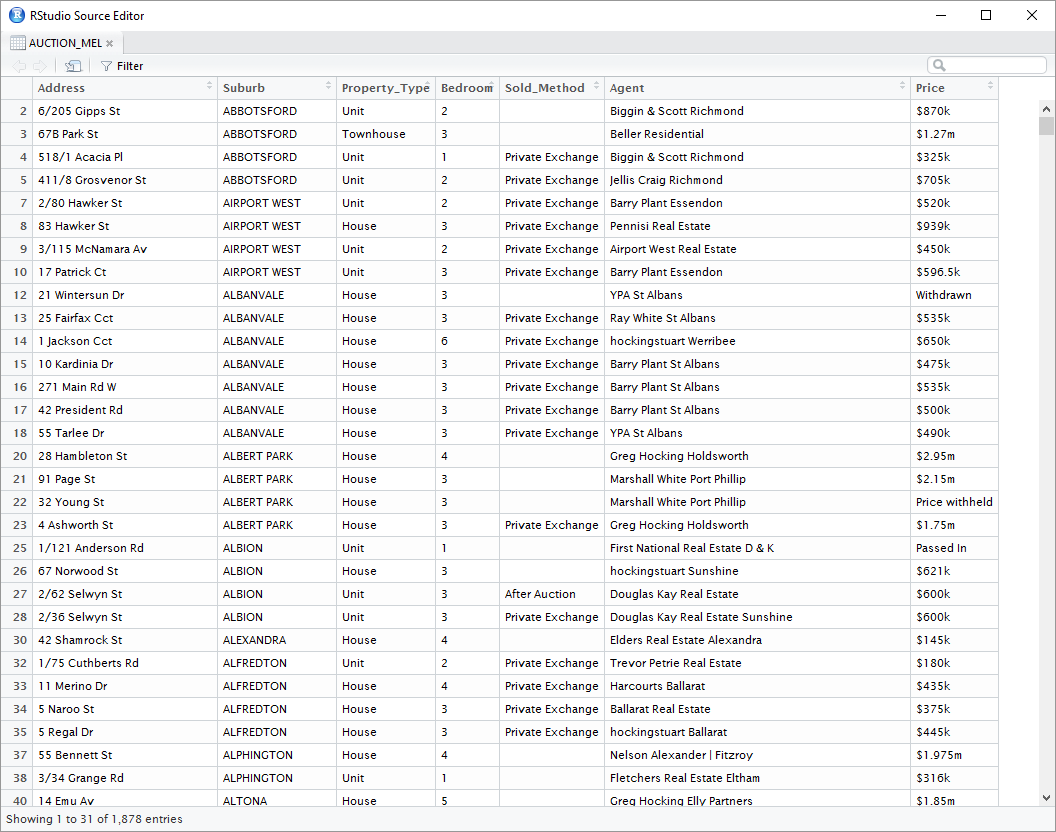 RStudio Source Editor
AUCTION_MEL
Filter
Address Suburb Property_Type Bedroom Sold_Method Agent Price
2 6/205 Gipps St ABBOTSFORD Unit 2 Biggin & Scott Richmond $870k
3 67B Park St ABBOTSFORD Townhouse 3 Beller Residential $1.27m
4 518/1 Acacia Pl ABBOTSFORD Unit 1 Private Exchange Biggin & Scott Richmond $325k
5 411/8 Grosvenor St ABBOTSFORD Unit 2 Private Exchange Jellis Craig Richmond $705k
7 2/80 Hawker St AIRPORT WEST Unit 2 Private Exchange Barry Plant Essendon $520k
8 83 Hawker St AIRPORT WEST House 3 Private Exchange Pennisi Real Estate $939k
9 3/115 McNamara Av AIRPORT WEST Unit 2 Private Exchange Airport West Real Estate $450k
10 17 Patrick Ct AIRPORT WEST Unit 3 Private Exchange Barry Plant Essendon $596.5k
12 21 Wintersun Dr ALBANVALE House 3 YPA St Albans Withdrawn
13 25 Fairfax Cct ALBANVALE House 3 Private Exchange Ray White St Albans $535k
14 1 Jackson Cct ALBANVALE House 6 Private Exchange hockingstuart Werribee $650k
15 10 Kardinia Dr ALBANVALE House 3 Private Exchange Barry Plant St Albans $475k
16 271 Main Rd W ALBANVALE House 3 Private Exchange Barry Plant St Albans $535k
17 42 President Rd ALBANVALE House 3 Private Exchange Barry Plant St Albans $500k
18 55 Tarlee Dr ALBANVALE House 3 Private Exchange YPA St Albans $490k
20 28 Hambleton St ALBERT PARK House 4 Greg Hocking Holdsworth $2.95m
21 91 Page St ALBERT PARK House 3 Marshall White Port Phillip $2.15m
22 32 Young St ALBERT PARK House 3 Marshall White Port Phillip Price withheld
23 4 Ashworth St ALBERT PARK House 3 Private Exchange Greg Hocking Holdsworth $1.75m
25 1/121 Anderson Rd ALBION Unit 1 First National Real Estate D & K Passed In
26 67 Norwood St ALBION House 3 hockingstuart Sunshine $621k
27 2/62 Selwyn St ALBION Unit 3 After Auction Douglas Kay Real Estate $600k
28 2/36 Selwyn St ALBION Unit 3 Private Exchange Douglas Kay Real Estate Sunshine $600k
30 42 Shamrock St ALEXANDRA House 4 Elders Real Estate Alexandra $145k
32 1/75 Cuthberts Rd ALFREDTON Unit 2 Private Exchange Trevor Petrie Real Estate $180k
33 11 Merino Dr ALFREDTON House 4 Private Exchange Harcourts Ballarat $435k
34 5 Naroo St ALFREDTON House 3 Private Exchange Ballarat Real Estate $375k
35 5 Regal Dr ALFREDTON House 3 Private Exchange hockingstuart Ballarat $445k
37 55 Bennett St ALPHINGTON House 4 Nelson Alexander | Fitzroy $1.975m
38 3/34 Grange Rd ALPHINGTON Unit 1 Fletchers Real Estate Eltham $316k
40 14 Emu Av ALTONA House 5 Greg Hocking Elly Partners $1.85m
Showing 1 to 31 of 1,878 entries